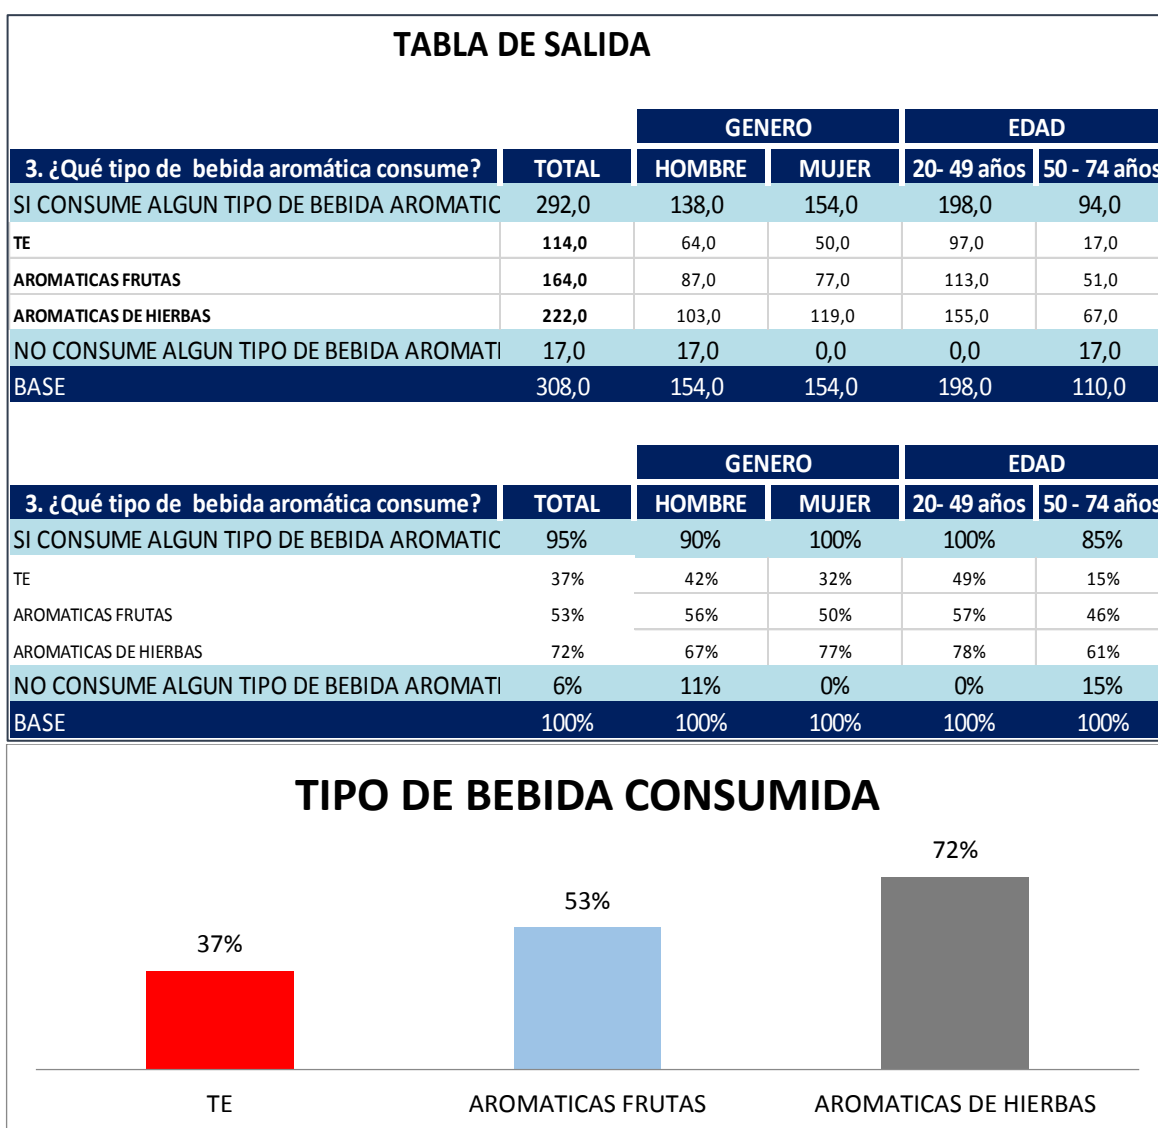 TABLA DE SALIDA
GENERO EDAD
3. ¿Qué tipo de bebida aromática consume? TOTAL HOMBRE MUJER 20- 49 años 50 - 74 años
SI CONSUME ALGUN TIPO DE BEBIDA AROMATIC 292,0 138,0 154,0 198,0 94,0
TE 114,0 64,0 50,0 97,0 17,0
AROMATICAS FRUTAS 164,0 87,0 77,0 113,0 51,0
AROMATICAS DE HIERBAS 222,0 103,0 119,0 155,0 67,0
NO CONSUME ALGUN TIPO DE BEBIDA AROMATI 17,0 17,0 0,0 0,0 17,0
BASE 308,0 154,0 154,0 198,0 110,0
GENERO EDAD
3. ¿Qué tipo de bebida aromática consume? TOTAL HOMBRE MUJER 20- 49 años 50 - 74 años
SI CONSUME ALGUN TIPO DE BEBIDA AROMATIC 95% 90% 100% 100% 85%
TE 37% 42% 32% 49% 15%
AROMATICAS FRUTAS 53% 56% 50% 57% 46%
AROMATICAS DE HIERBAS 72% 67% 77% 78% 61%
NO CONSUME ALGUN TIPO DE BEBIDA AROMATI 6% 11% 0% 0% 15%
BASE 100% 100% 100% 100% 100%
TIPO DE BEBIDA CONSUMIDA
72%
53%
37%
TE AROMATICAS FRUTAS AROMATICAS DE HIERBAS